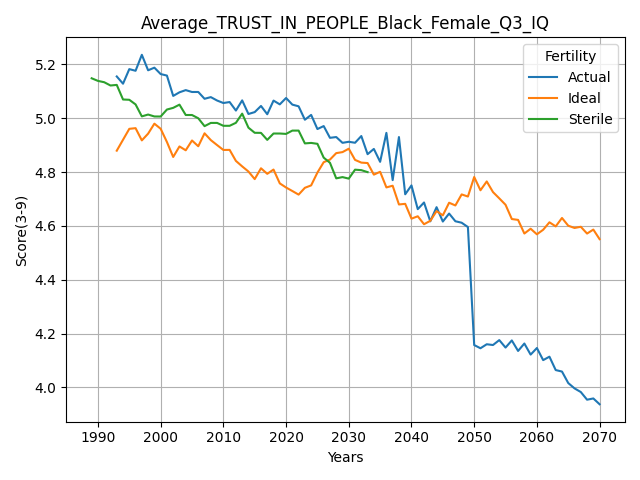 Average_TRUST_IN_PEOPLE_Black_Female_Q3_IQ
Fertility
Actual
Ideal
Sterile
Score(3-9)
5.2
5.0
4.8
4.6
4.4
4.2
4.0
1990 2000 2010 2020 2030 2040 2050 2060 2070
Years